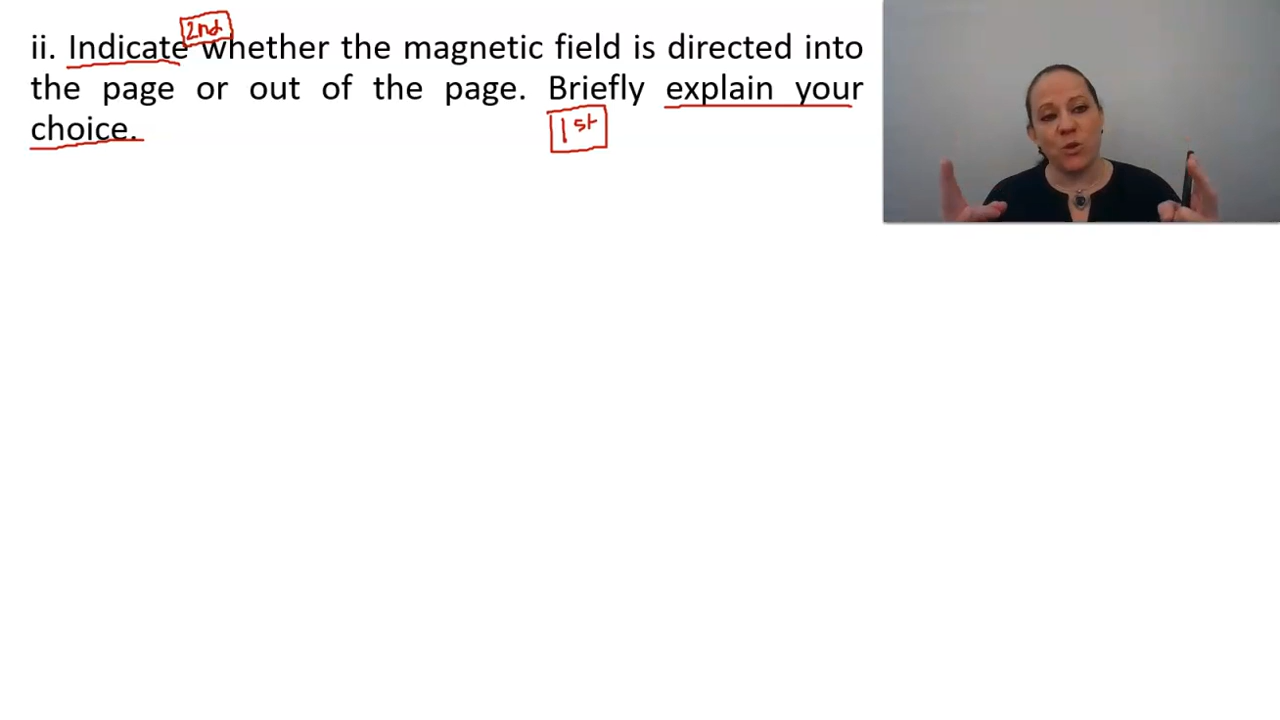 2nd
ii. Indicate whether the magnetic field is directed into
the page or out of the page. Briefly explain your
choice.
1st